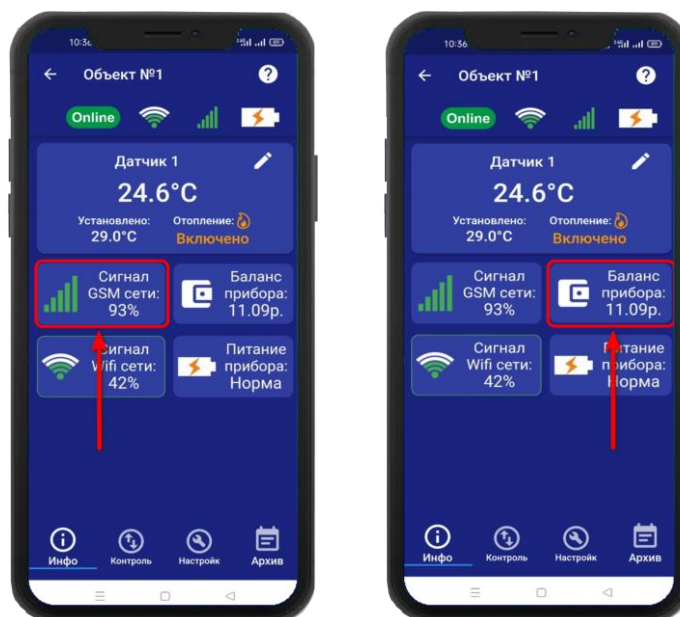 10:36
Объект №1
?
Online
Датчик 1
24.6°C
Установлено:
29.0°C
Отопление:
Включено
Сигнал
GSM сети:
93%
Баланс
прибора:
11.09р.
Сигнал
Wifi сети:
42%
Питание
прибора:
Норма
Инфо
Контроль
Настройк
Архив
10:36
Объект №1
?
Online
Датчик 1
24.6°C
Установлено:
29.0°C
Отопление:
Включено
Сигнал
GSM сети:
93%
Баланс
прибора:
11.09р.
Сигнал
Wifi сети:
42%
Питание
прибора:
Норма
Инфо
Контроль
Настройк
Архив